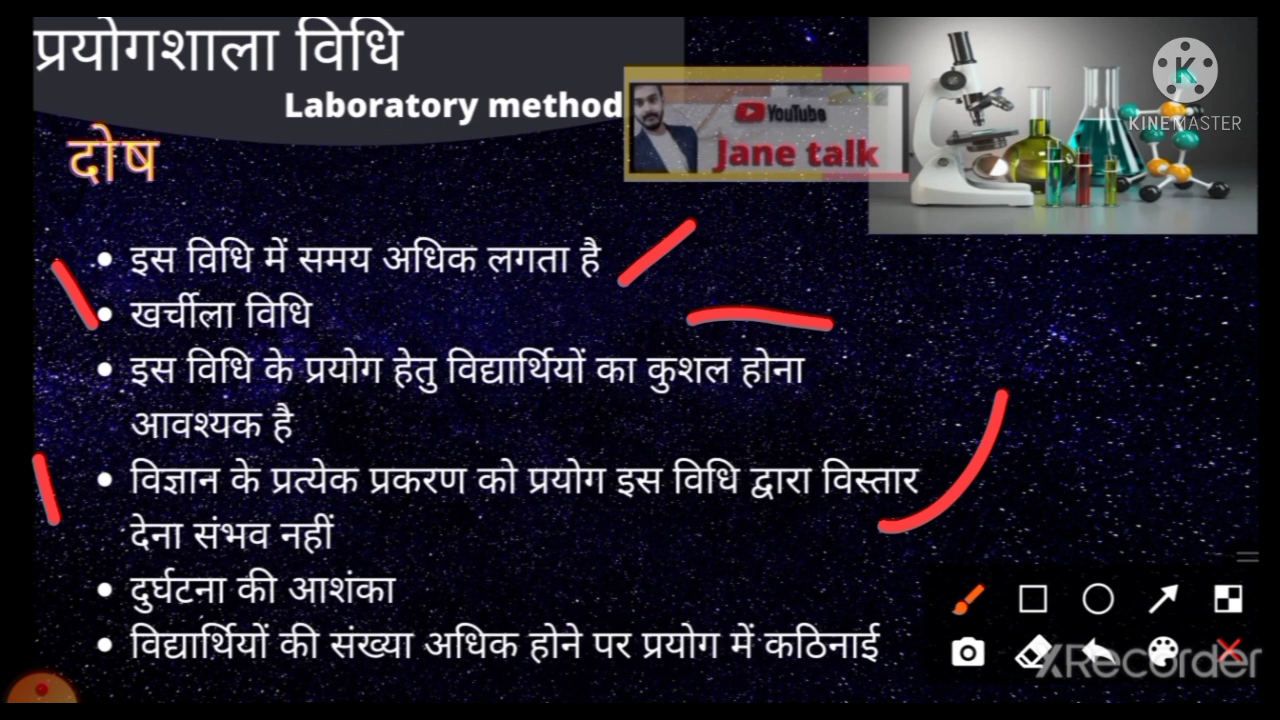 प्रयोगशाला विधि
Laboratory method
YouTube
Jane talk
K
KINEMASTER
दोष
इस विधि में समय अधिक लगता है
खर्चीला विधि
इस विधि के प्रयोग हेतु विद्यार्थियों का कुशल होना
आवश्यक है
विज्ञान के प्रत्येक प्रकरण को प्रयोग इस विधि द्वारा विस्तार
देना संभव नहीं
दुर्घटना की आशंका
विद्यार्थियों की संख्या अधिक होने पर प्रयोग में कठिनाई
XRecorder